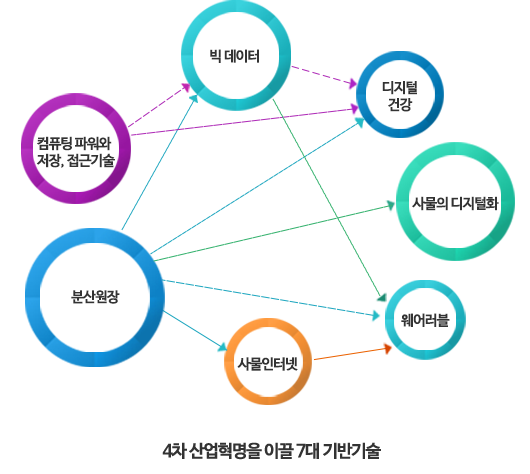 빅 데이터
디지털
건강
컴퓨팅 파워와
저장, 접근기술
사물의 디지털화
분산원장
웨어러블
사물인터넷
4차 산업혁명을 이끌 7대 기반기술